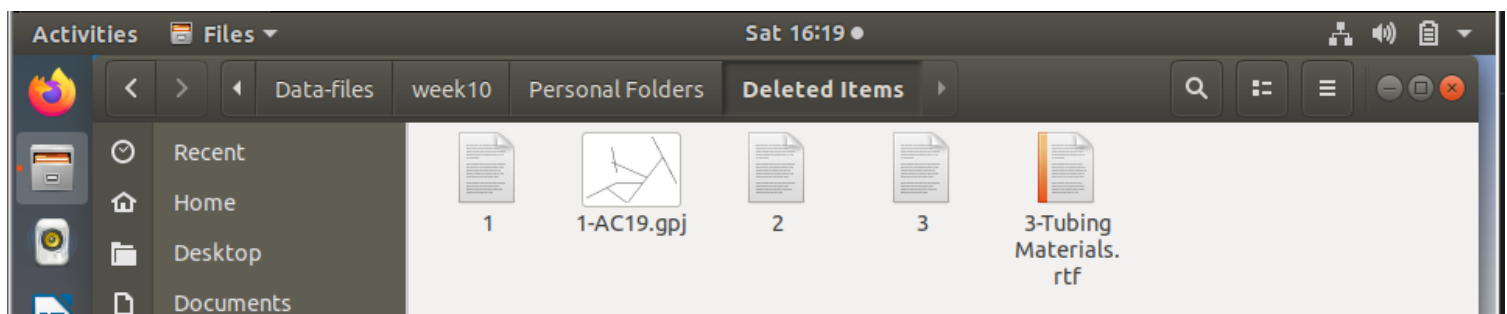 Activities Files Sat 16:19
Data-files week10 Personal Folders Deleted Items
Recent
Home
Desktop
Documents
1 1-AC19.gpj 2 3 3-Tubing
Materials.
rtf